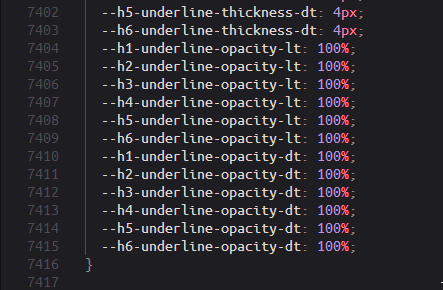 7402 --h5-underline-thickness-dt: 4px;
7403 --h6-underline-thickness-dt: 4px;
7404 --h1-underline-opacity-lt: 100%;
7405 --h2-underline-opacity-lt: 100%;
7406 --h3-underline-opacity-lt: 100%;
7407 --h4-underline-opacity-lt: 100%;
7408 --h5-underline-opacity-lt: 100%;
7409 --h6-underline-opacity-lt: 100%;
7410 --h1-underline-opacity-dt: 100%;
7411 --h2-underline-opacity-dt: 100%;
7412 --h3-underline-opacity-dt: 100%;
7413 --h4-underline-opacity-dt: 100%;
7414 --h5-underline-opacity-dt: 100%;
7415 --h6-underline-opacity-dt: 100%;
7416 }
7417